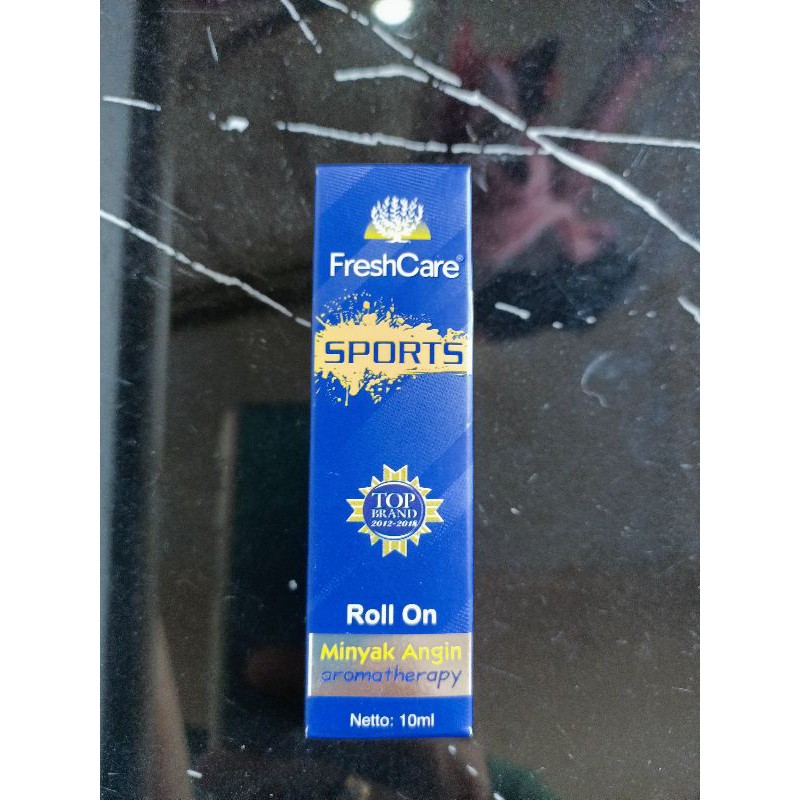 FreshCare®
SPORTS
TOP
BRAND
2012-2018
Roll On
Minyak Angin
aromatherapy
Netto: 10ml